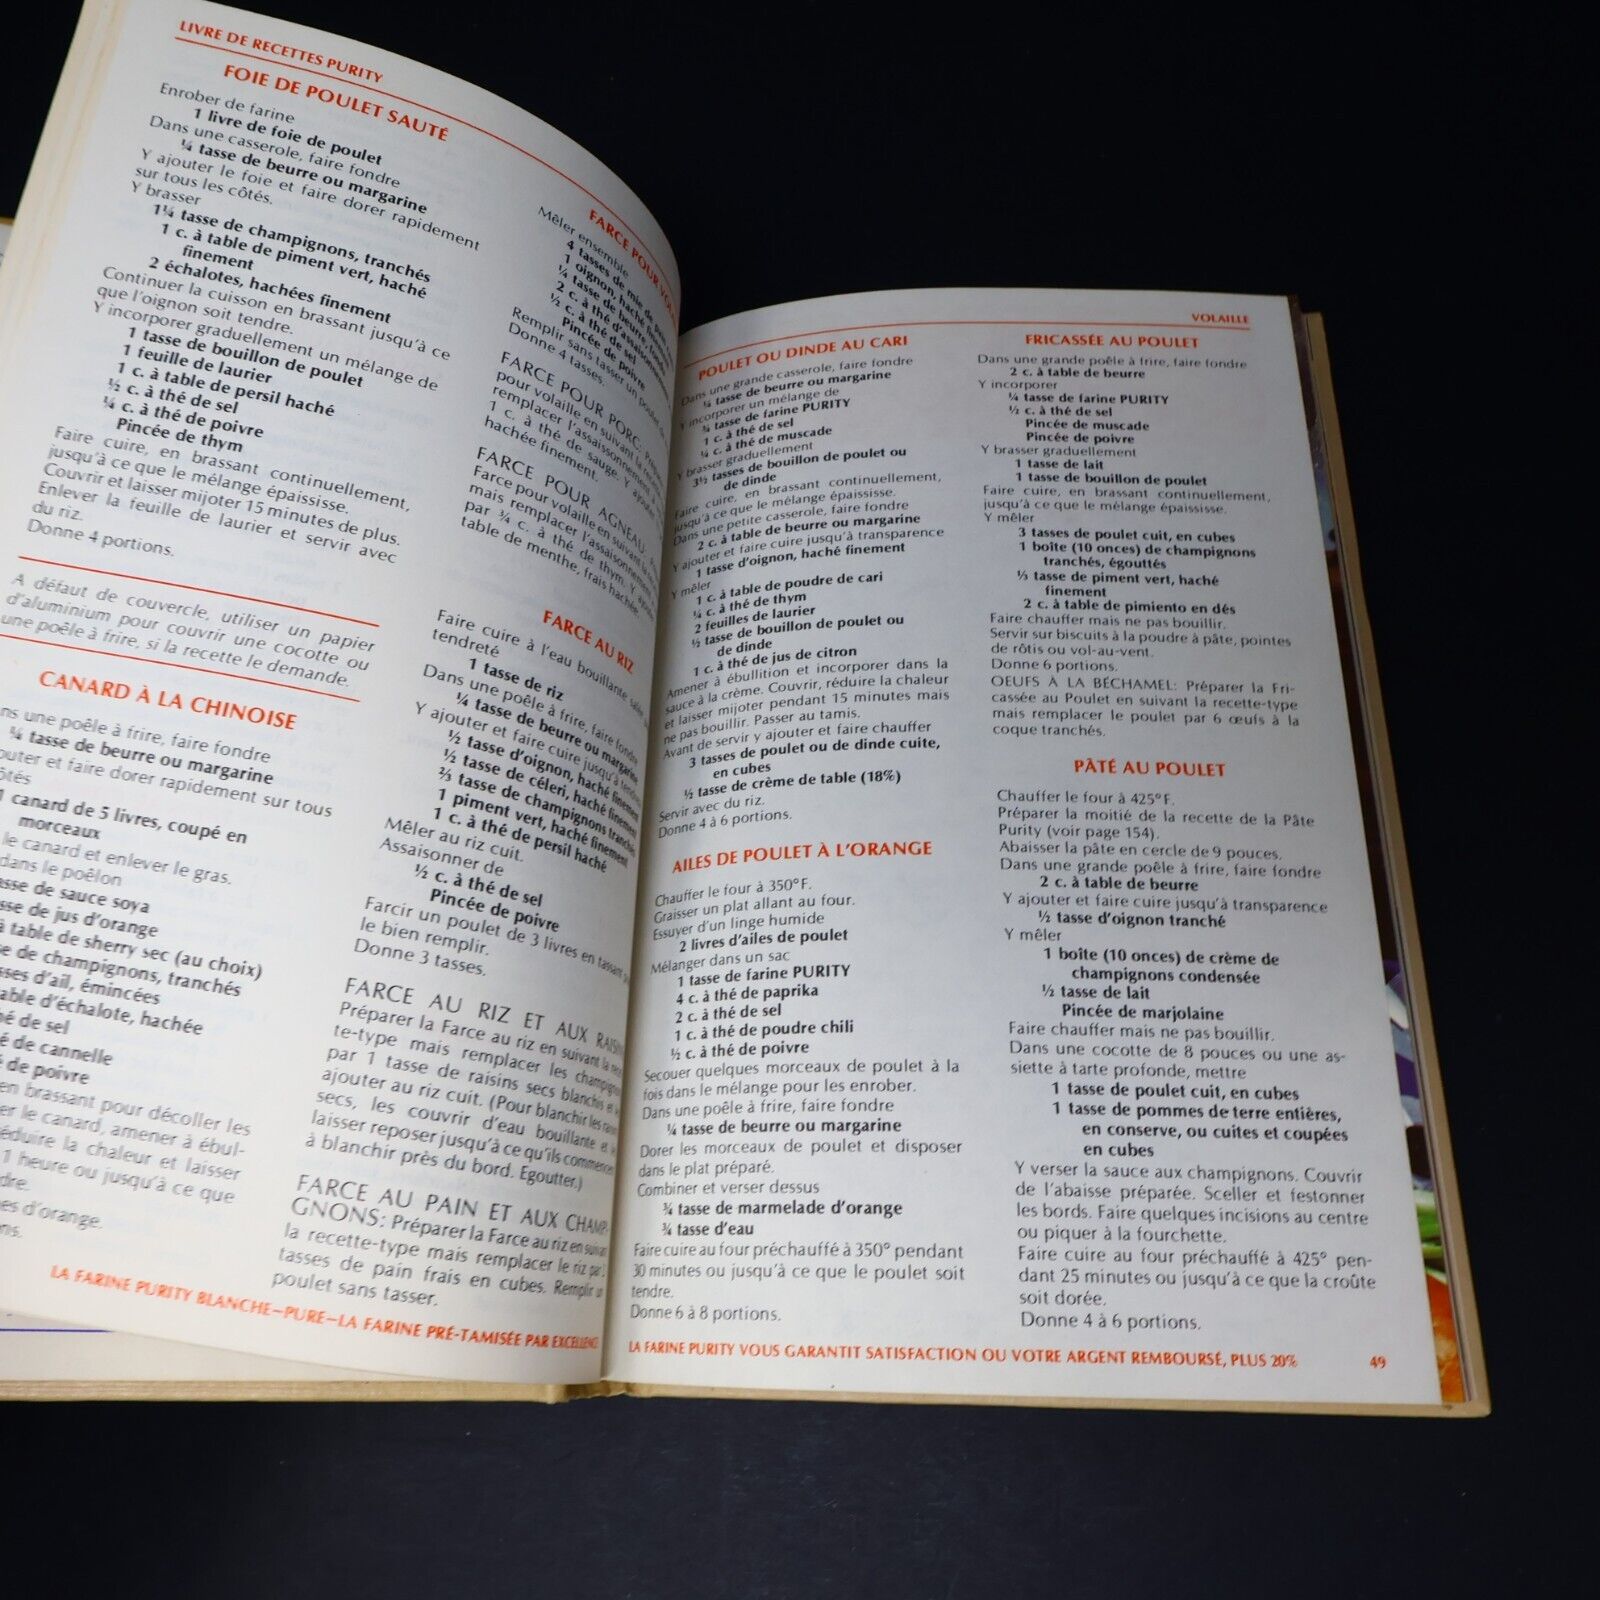 LIVRE DE RECETTES PURITY
FOIE DE POULET SAUTÉ
Enrober de farine
1 livre de foie de poulet
Dans une casserole, faire fondre
¼ tasse de beurre ou margarine
Y ajouter le foie et faire dorer rapidement
sur tous les côtés.
Y brasser
1¼ tasse de champignons, tranchés
1 c. à table de piment vert, haché
finement
2 échalotes, hachées finement
Continuer la cuisson en brassant jusqu'à ce
que l'oignon soit tendre.
Y incorporer graduellement un mélange de
1 tasse de bouillon de poulet
1 feuille de laurier
1 c. à table de persil haché
½ c. à thé de sel
¼ c. à thé de poivre
Pincée de thym
Faire cuire, en brassant continuellement,
jusqu'à ce que le mélange épaississe.
Couvrir et laisser mijoter 15 minutes de plus.
Enlever la feuille de laurier et servir avec
du riz.
Donne 4 portions.
A défaut de couvercle, utiliser un papier
d'aluminium pour couvrir une cocotte ou
une poêle à frire, si la recette le demande.
CANARD À LA CHINOISE
une poêle à frire, faire fondre
¼ tasse de beurre ou margarine
et faire dorer rapidement sur tous
1 canard de 5 livres, coupé en
morceaux
le canard et enlever le gras.
dans le poêlon
de sauce soya
de jus d'orange
à table de sherry sec (au choix)
de champignons, tranchés
d'ail, émincées
d'échalote, hachée
de sel
de cannelle
de poivre
en brassant pour décoller les
le canard, amener à ébul-
la chaleur et laisser
1 heure ou jusqu'à ce que
d'orange.
FARCE POUR
Mêler ensemble
4 tasses de mie de
1 oignon, haché
¼ tasse de beurre,
2 c. à thé
½ c. à thé de sel
Pincée de poivre
Remplir sans tasser un
Donne 4 tasses.
FARCE POUR PORC:
pour volaille en suivant la
remplacer l'assaisonnement
1 c. à thé de sauge. Y
hachée finement.
FARCE POUR AGNEAU:
Farce pour volaille en suivant la
mais remplacer l'assaisonnement
par ¾ c. à thé de thym. Y
table de menthe, frais hachée.
FARCE AU RIZ
Faire cuire à l'eau bouillante
tendreté
1 tasse de riz
Dans une poêle à frire, faire fondre
¼ tasse de beurre ou margarine
Y ajouter et faire cuire jusqu'à
½ tasse d'oignon, haché finement
½ tasse de céleri, haché finement
⅔ tasse de champignons tranchés
1 piment vert, haché finement
1 c. à thé de persil haché
Mêler au riz cuit.
Assaisonner de
½ c. à thé de sel
Pincée de poivre
Farcir un poulet de 3 livres en tassant
le bien remplir.
Donne 3 tasses.
FARCE AU RIZ ET AUX
Préparer la Farce au riz en suivant la
te-type mais remplacer les
par 1 tasse de raisins secs blanchis
ajouter au riz cuit. (Pour blanchir les
secs, les couvrir d'eau bouillante et
laisser reposer jusqu'à ce qu'ils
à blanchir près du bord. Egoutter.)
FARCE AU PAIN ET AUX CHAMP-
GNONS: Préparer la Farce au riz en
la recette-type mais remplacer le riz
tasses de pain frais en cubes. Remplir
poulet sans tasser.
LA FARINE PURITY BLANCHE—PURE—LA FARINE PRÉ-TAMISÉE PAR EXCELLENCE
VOLAILLE
POULET OU DINDE AU CARI
Dans une grande casserole, faire fondre
¼ tasse de beurre ou margarine
Y incorporer un mélange de
tasse de farine PURITY
1 c. à thé de sel
¼ c. à thé de muscade
Y brasser graduellement
3½ tasses de bouillon de poulet ou
de dinde
Faire cuire, en brassant continuellement,
jusqu'à ce que le mélange épaississe.
Dans une petite casserole, faire fondre
2 c. à table de beurre ou margarine
Y ajouter et faire cuire jusqu'à transparence
1 tasse d'oignon, haché finement
Y mêler
1 c. à table de poudre de cari
¼ c. à thé de thym
2 feuilles de laurier
½ tasse de bouillon de poulet ou
de dinde
1 c. à thé de jus de citron
Amener à ébullition et incorporer dans la
sauce à la crème. Couvrir, réduire la chaleur
et laisser mijoter pendant 15 minutes mais
ne pas bouillir. Passer au tamis.
Avant de servir y ajouter et faire chauffer
3 tasses de poulet ou de dinde cuite,
en cubes
½ tasse de crème de table (18%)
Servir avec du riz.
Donne 4 à 6 portions.
AILES DE POULET À L'ORANGE
Chauffer le four à 350°F.
Graisser un plat allant au four.
Essuyer d'un linge humide
2 livres d'ailes de poulet
Mélanger dans un sac
1 tasse de farine PURITY
4 c. à thé de paprika
2 c. à thé de sel
1 c. à thé de poudre chili
½ c. à thé de poivre
Secouer quelques morceaux de poulet à la
fois dans le mélange pour les enrober.
Dans une poêle à frire, faire fondre
¼ tasse de beurre ou margarine
Dorer les morceaux de poulet et disposer
dans le plat préparé.
Combiner et verser dessus
¾ tasse de marmelade d'orange
¾ tasse d'eau
Faire cuire au four préchauffé à 350° pendant
30 minutes ou jusqu'à ce que le poulet soit
tendre.
Donne 6 à 8 portions.
FRICASSÉE AU POULET
Dans une grande poêle à frire, faire fondre
2 c. à table de beurre
Y incorporer
¼ tasse de farine PURITY
½ c. à thé de sel
Pincée de muscade
Pincée de poivre
Y brasser graduellement
1 tasse de lait
1 tasse de bouillon de poulet
Faire cuire, en brassant continuellement,
jusqu'à ce que le mélange épaississe.
Y mêler
3 tasses de poulet cuit, en cubes
1 boîte (10 onces) de champignons
tranchés, égouttés
⅓ tasse de piment vert, haché
finement
2 c. à table de pimiento en dés
Faire chauffer mais ne pas bouillir.
Servir sur biscuits à la poudre à pâte, pointes
de rôtis ou vol-au-vent.
Donne 6 portions.
OEUFS À LA BÉCHAMEL: Préparer la Fri-
cassée au Poulet en suivant la recette-type
mais remplacer le poulet par 6 œufs à la
coque tranchés.
PÂTÉ AU POULET
Chauffer le four à 425°F.
Préparer la moitié de la recette de la Pâte
Purity (voir page 154).
Abaisser la pâte en cercle de 9 pouces.
Dans une grande poêle à frire, faire fondre
2 c. à table de beurre
Y ajouter et faire cuire jusqu'à transparence
½ tasse d'oignon tranché
Y mêler
1 boîte (10 onces) de crème de
champignons condensée
½ tasse de lait
Pincée de marjolaine
Faire chauffer mais ne pas bouillir.
Dans une cocotte de 8 pouces ou une as-
siette à tarte profonde, mettre
1 tasse de poulet cuit, en cubes
1 tasse de pommes de terre entières,
en conserve, ou cuites et coupées
en cubes
Y verser la sauce aux champignons. Couvrir
de l'abaisse préparée. Sceller et festonner
les bords. Faire quelques incisions au centre
ou piquer à la fourchette.
Faire cuire au four préchauffé à 425° pen-
dant 25 minutes ou jusqu'à ce que la croûte
soit dorée.
Donne 4 à 6 portions.
LA FARINE PURITY VOUS GARANTIT SATISFACTION OU VOTRE ARGENT REMBOURSÉ, PLUS 20%
49